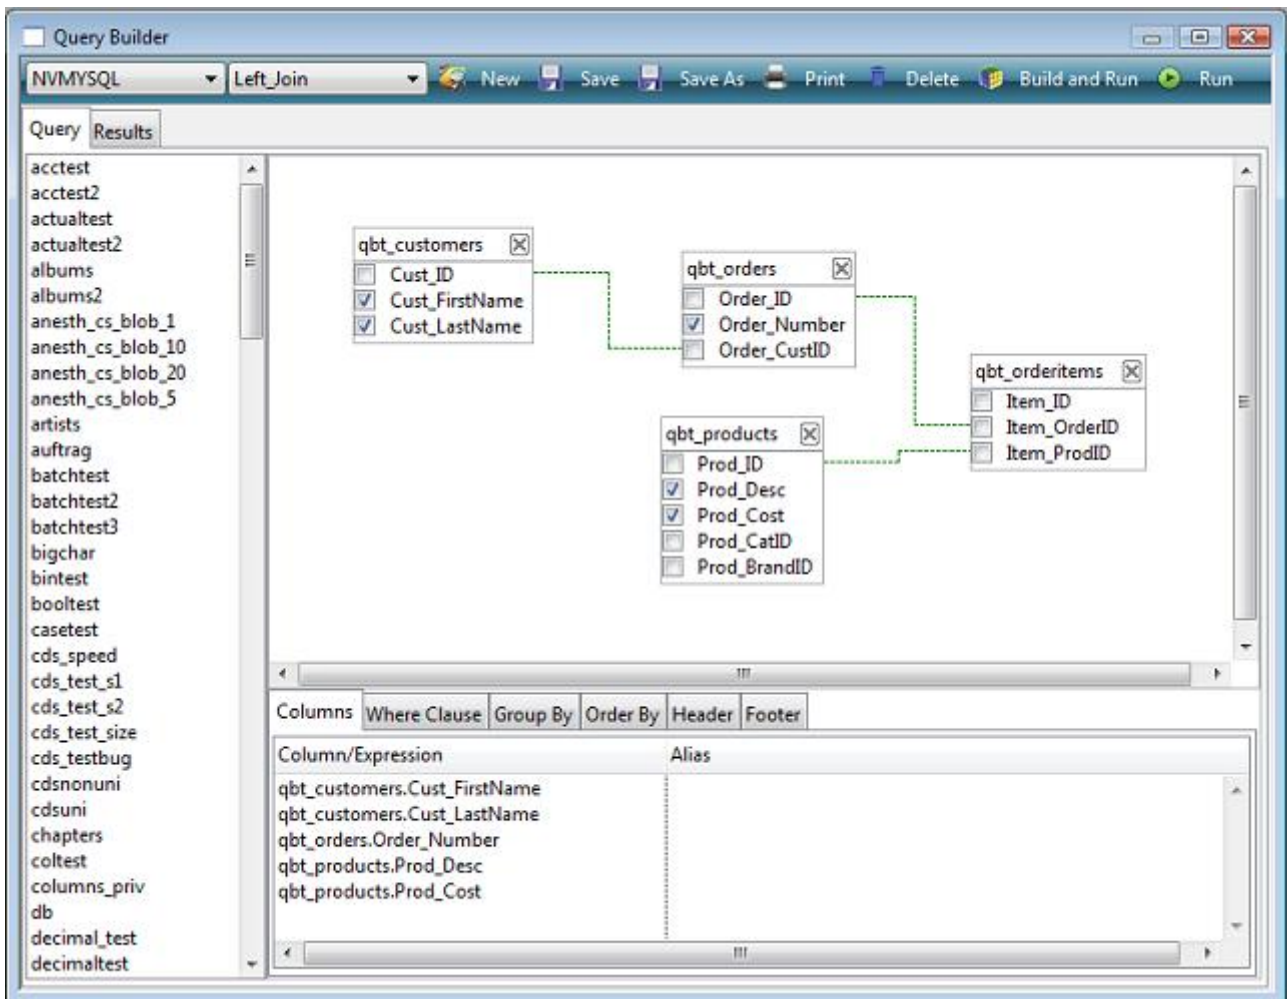 Query Builder
NVMYSQL Left_Join New Save Save As Print Delete Build and Run Run
Query Results
acctest
acctest2
actualtest
actualtest2
albums
albums2
anesth_cs_blob_1
anesth_cs_blob_10
anesth_cs_blob_20
anesth_cs_blob_5
artists
auftrag
batchtest
batchtest2
batchtest3
bigchar
bintest
booltest
casetest
cds_speed
cds_test_s1
cds_test_s2
cds_test_size
cds_testbug
cdsnonuni
cdsuni
chapters
coltest
columns_priv
db
decimal_test
decimaltest
qbt_customers
Cust_ID
Cust_FirstName
Cust_LastName
qbt_orders
Order_ID
Order_Number
Order_CustID
qbt_orderitems
Item_ID
Item_OrderID
Item_ProdID
qbt_products
Prod_ID
Prod_Desc
Prod_Cost
Prod_CatID
Prod_BrandID
Columns Where Clause Group By Order By Header Footer
Column/Expression Alias
qbt_customers.Cust_FirstName
qbt_customers.Cust_LastName
qbt_orders.Order_Number
qbt_products.Prod_Desc
qbt_products.Prod_Cost